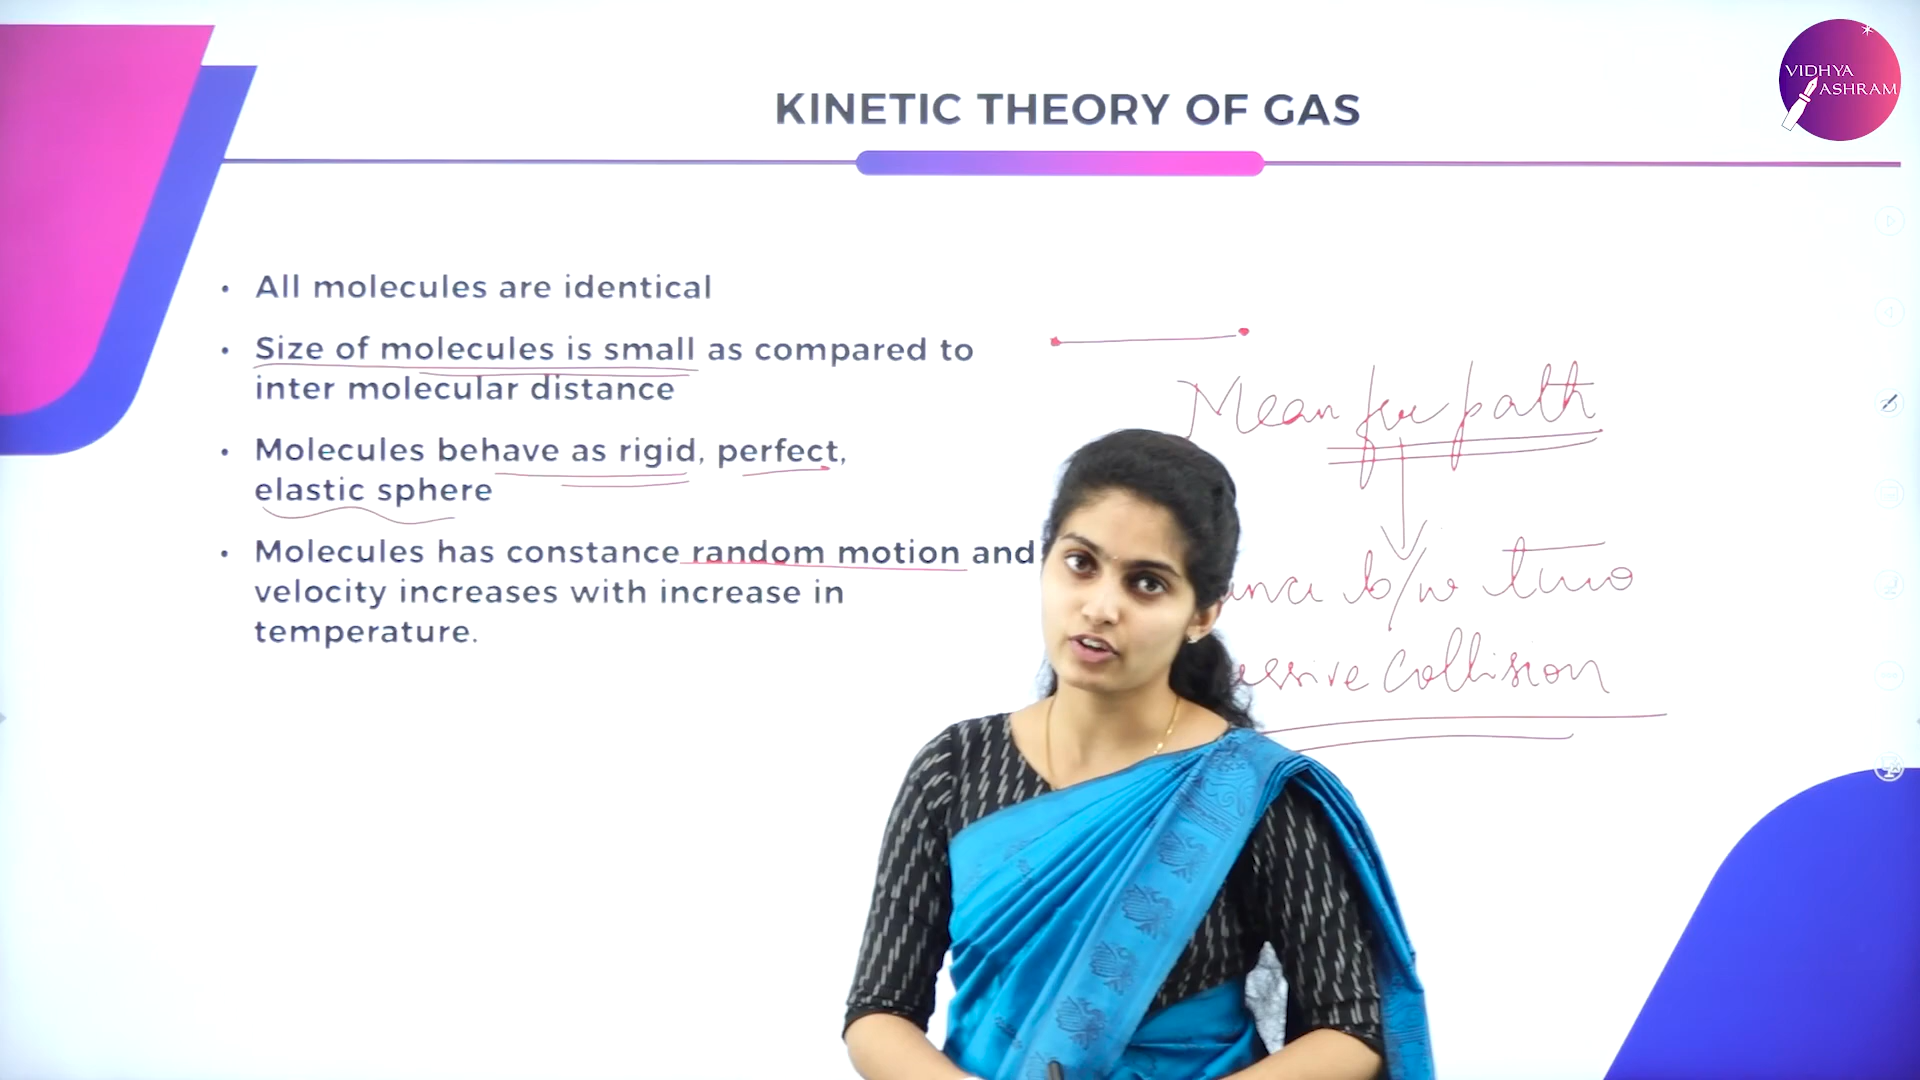 VIDHYA
ASHRAM
KINETIC THEORY OF GAS
• All molecules are identical
• Size of molecules is small as compared to
inter molecular distance
• Molecules behave as rigid, perfect,
elastic sphere
• Molecules has constance random motion and
velocity increases with increase in
temperature.
Mean free path
b/w two
collision